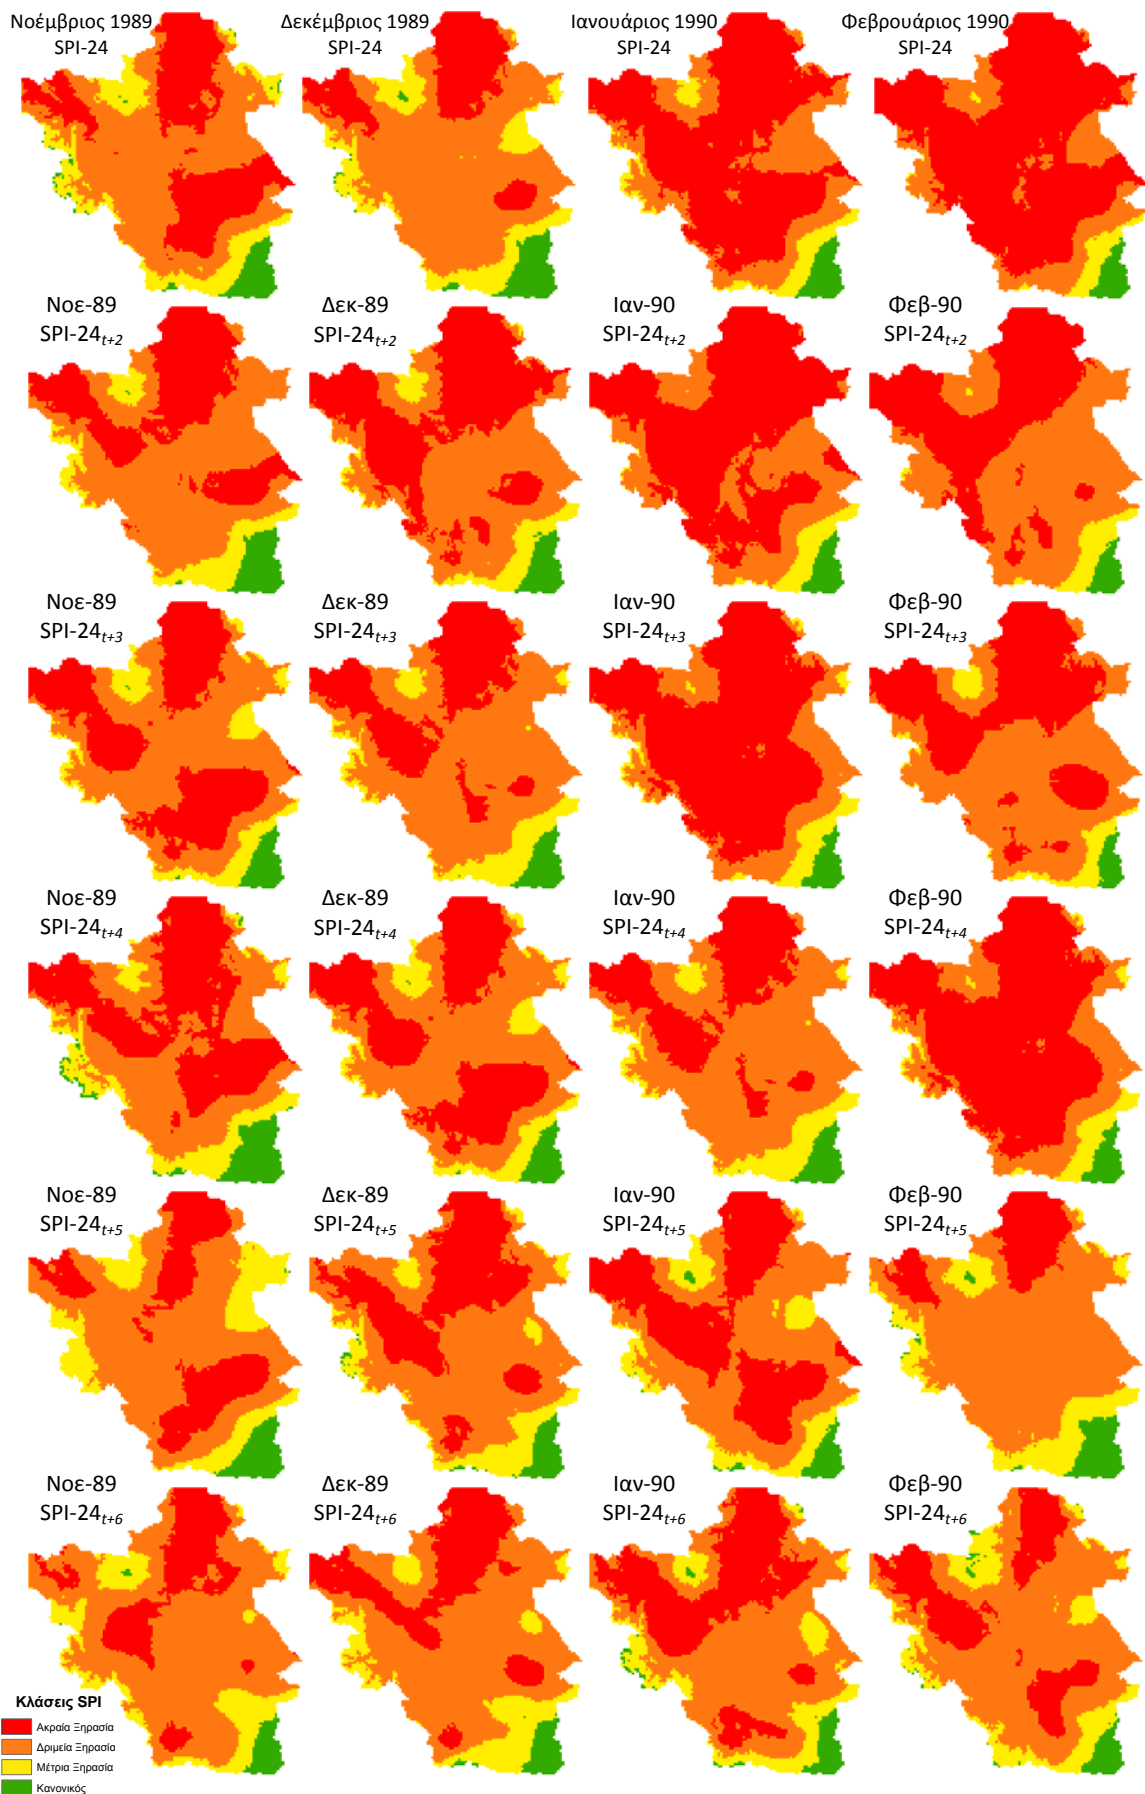 Νοέμβριος 1989
SPI-24
Δεκέμβριος 1989
SPI-24
Ιανουάριος 1990
SPI-24
Φεβρουάριος 1990
SPI-24
Νοε-89
SPI-24t+2
Δεκ-89
SPI-24t+2
Ιαν-90
SPI-24t+2
Φεβ-90
SPI-24t+2
Νοε-89
SPI-24t+3
Δεκ-89
SPI-24t+3
Ιαν-90
SPI-24t+3
Φεβ-90
SPI-24t+3
Νοε-89
SPI-24t+4
Δεκ-89
SPI-24t+4
Ιαν-90
SPI-24t+4
Φεβ-90
SPI-24t+4
Νοε-89
SPI-24t+5
Δεκ-89
SPI-24t+5
Ιαν-90
SPI-24t+5
Φεβ-90
SPI-24t+5
Νοε-89
SPI-24t+6
Δεκ-89
SPI-24t+6
Ιαν-90
SPI-24t+6
Φεβ-90
SPI-24t+6
Κλάσεις SPI
Ακραία Ξηρασία
Δριμεία Ξηρασία
Μέτρια Ξηρασία
Κανονικός